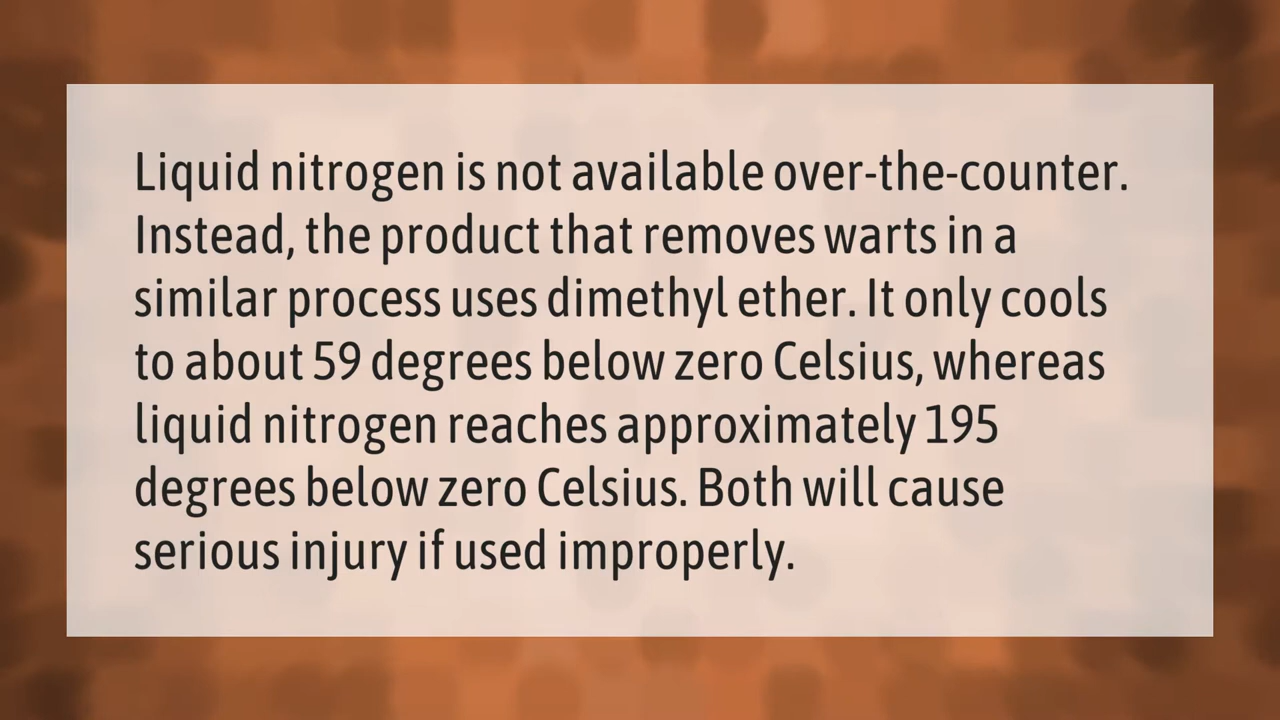 Liquid nitrogen is not available over-the-counter.
Instead, the product that removes warts in a
similar process uses dimethyl ether. It only cools
to about 59 degrees below zero Celsius, whereas
liquid nitrogen reaches approximately 195
degrees below zero Celsius. Both will cause
serious injury if used improperly.